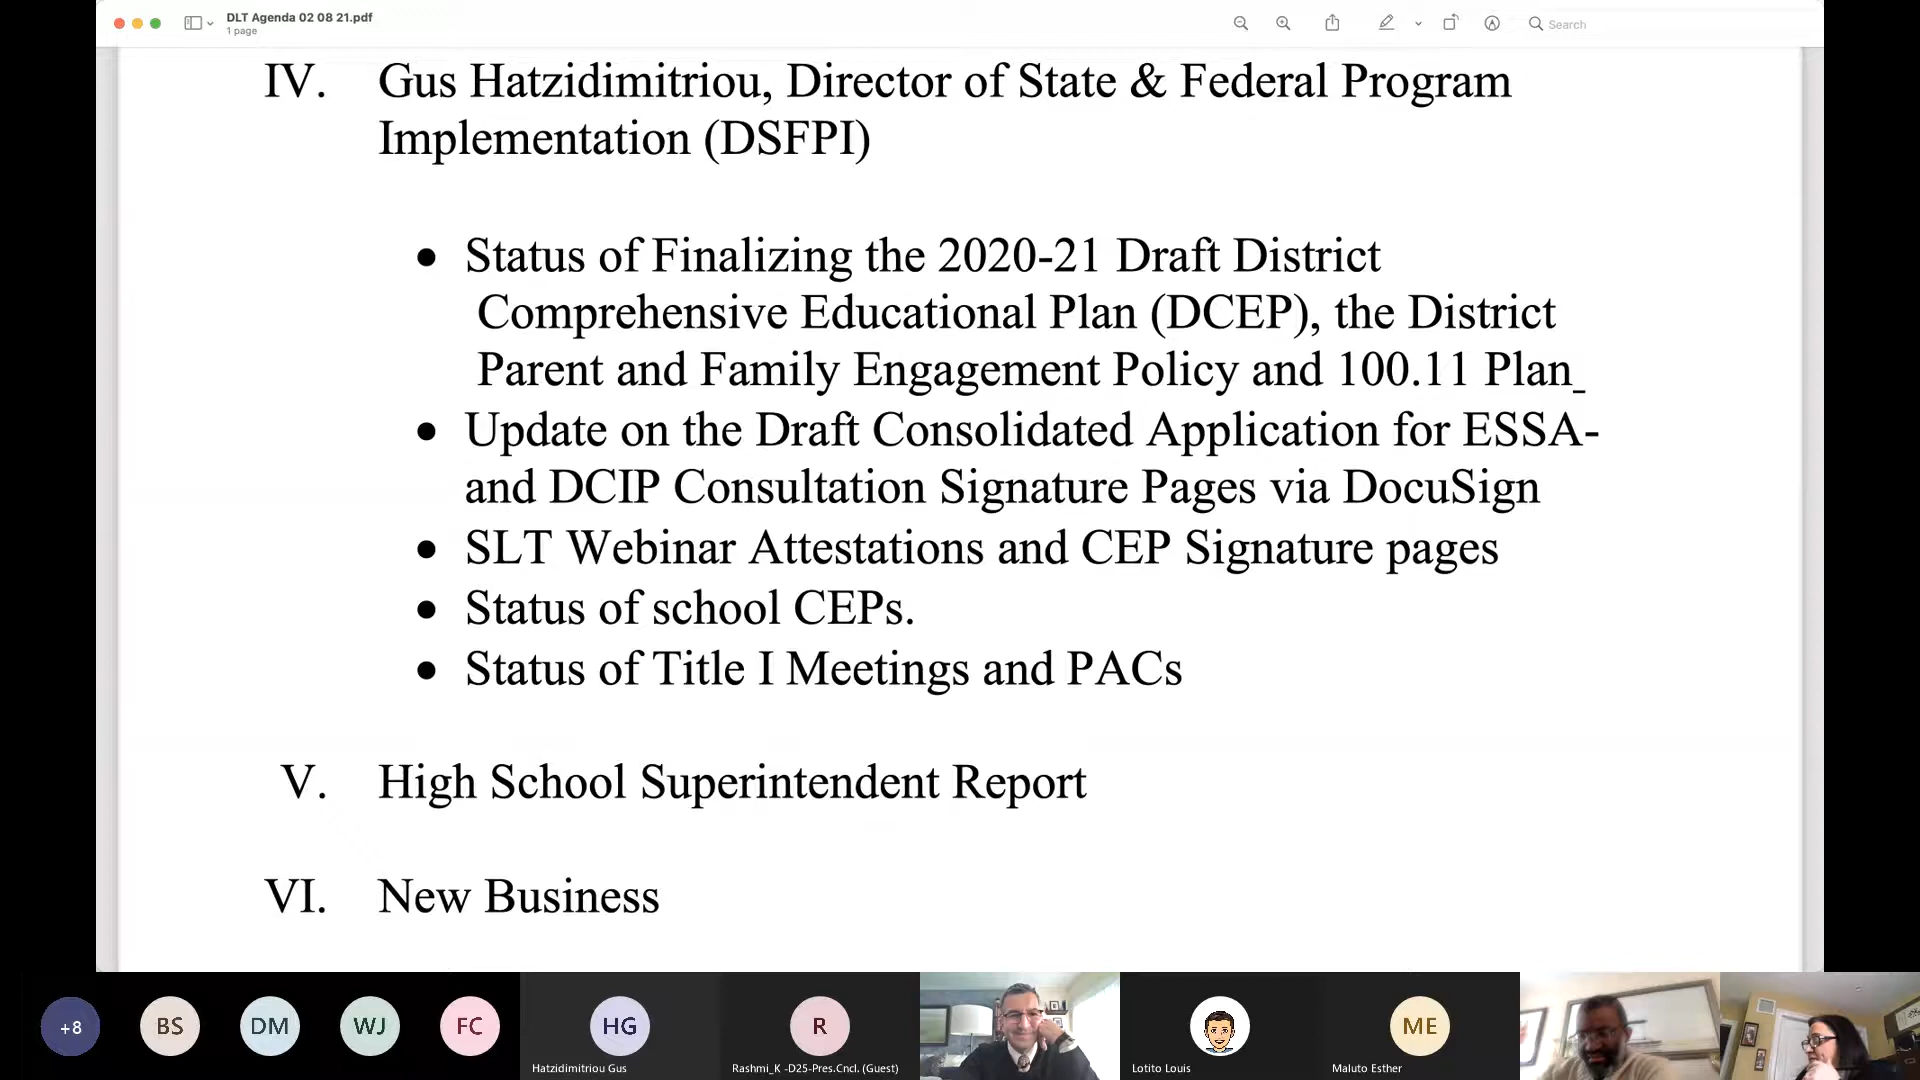 DLT Agenda 02 08 21.pdf
1 page
Search
IV. Gus Hatzidimitriou, Director of State & Federal Program
Implementation (DSFPI)
• Status of Finalizing the 2020-21 Draft District
Comprehensive Educational Plan (DCEP), the District
Parent and Family Engagement Policy and 100.11 Plan_
• Update on the Draft Consolidated Application for ESSA-
and DCIP Consultation Signature Pages via DocuSign
• SLT Webinar Attestations and CEP Signature pages
• Status of school CEPs.
• Status of Title I Meetings and PACs
V. High School Superintendent Report
VI. New Business
+8
BS
DM
WJ
FC
HG
R
ME
Hatzidimitriou Gus
Rashmi_K -D25-Pres.Cncl. (Guest)
Lotito Louis
Maluto Esther